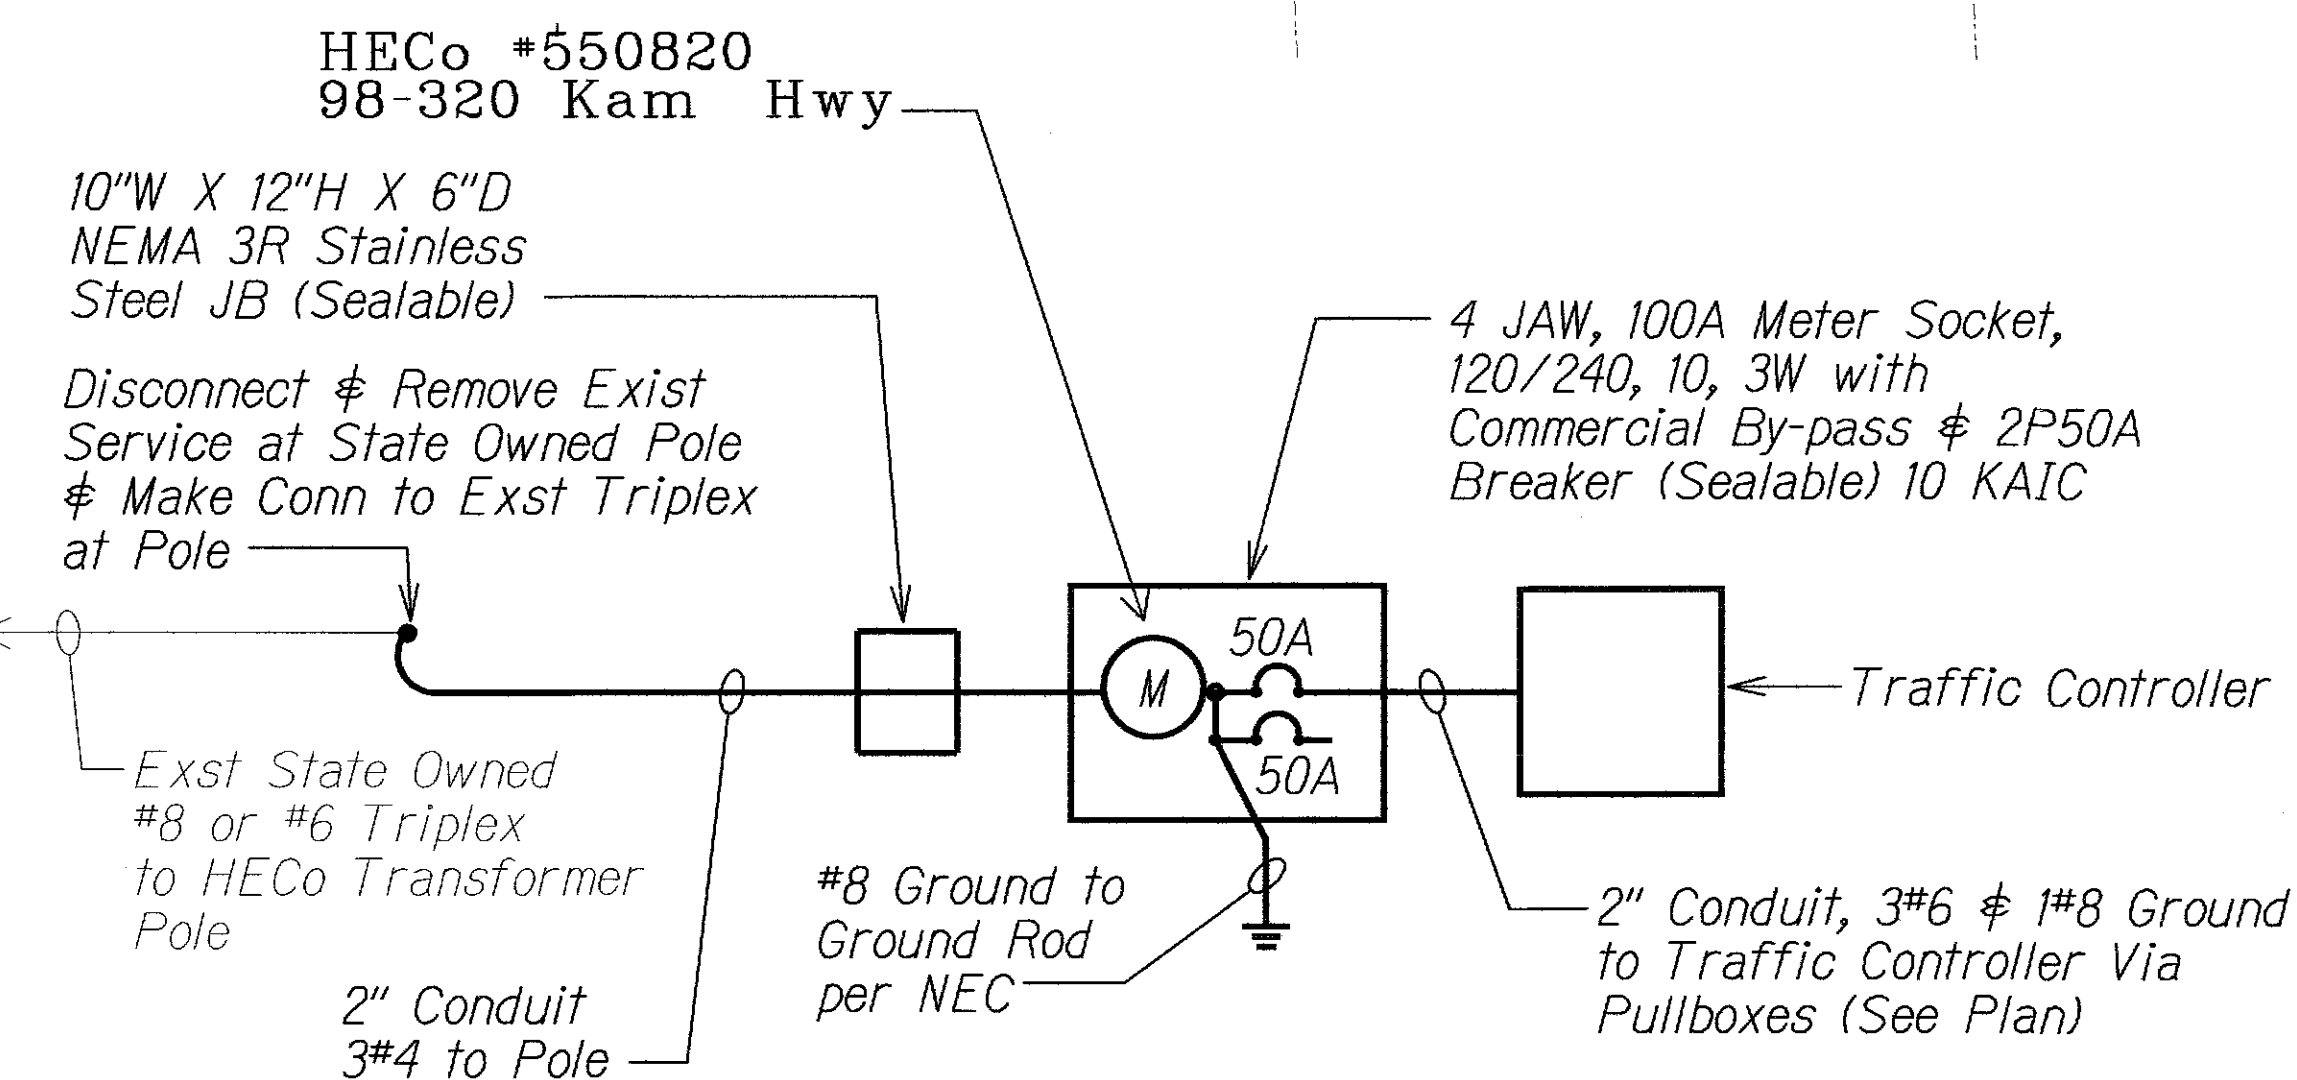 HECo #550820
98-320 Kam Hwy
10"W X 12"H X 6"D
NEMA 3R Stainless
Steel JB (Sealable)
Disconnect & Remove Exist
Service at State Owned Pole
& Make Conn to Exst Triplex
at Pole
4 JAW, 100A Meter Socket,
120/240, 10, 3W with
Commercial By-pass & 2P50A
Breaker (Sealable) 10 KAIC
50A
M
50A
Traffic Controller
Exst State Owned
#8 or #6 Triplex
to HECo Transformer
Pole
2" Conduit
3#4 to Pole
#8 Ground to
Ground Rod
per NEC
2" Conduit, 3#6 & 1#8 Ground
to Traffic Controller Via
Pullboxes (See Plan)